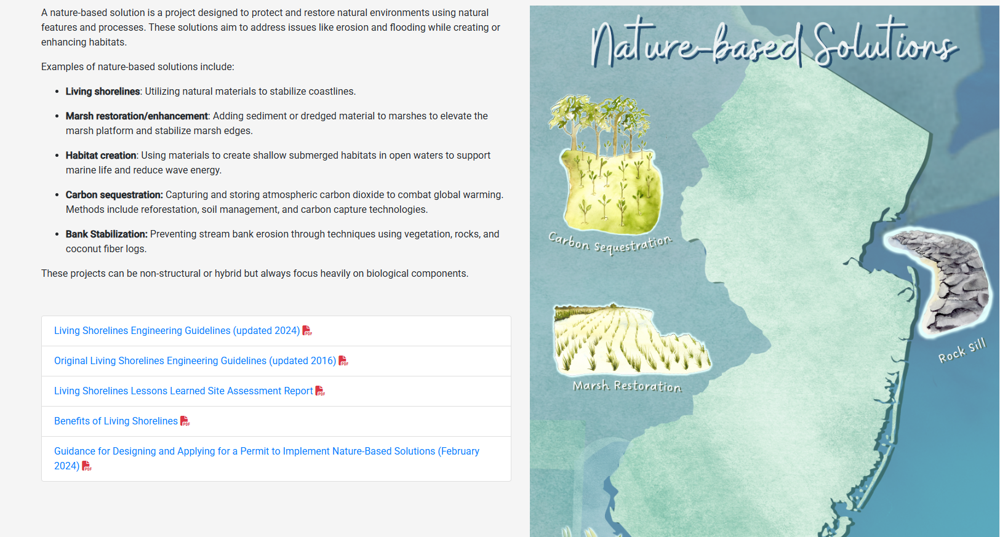 A nature-based solution is a project designed to protect and restore natural environments using natural
features and processes. These solutions aim to address issues like erosion and flooding while creating or
enhancing habitats.
Examples of nature-based solutions include:
• Living shorelines: Utilizing natural materials to stabilize coastlines.
• Marsh restoration/enhancement: Adding sediment or dredged material to marshes to elevate the
marsh platform and stabilize marsh edges.
• Habitat creation: Using materials to create shallow submerged habitats in open waters to support
marine life and reduce wave energy.
• Carbon sequestration: Capturing and storing atmospheric carbon dioxide to combat global warming.
Methods include reforestation, soil management, and carbon capture technologies.
• Bank Stabilization: Preventing stream bank erosion through techniques using vegetation, rocks, and
coconut fiber logs.
These projects can be non-structural or hybrid but always focus heavily on biological components.
Living Shorelines Engineering Guidelines (updated 2024) PDF
Original Living Shorelines Engineering Guidelines (updated 2016) PDF
Living Shorelines Lessons Learned Site Assessment Report PDF
Benefits of Living Shorelines PDF
Guidance for Designing and Applying for a Permit to Implement Nature-Based Solutions (February
2024) PDF
Nature-based Solutions
Carbon Sequestration
Rock Sill
Marsh Restoration